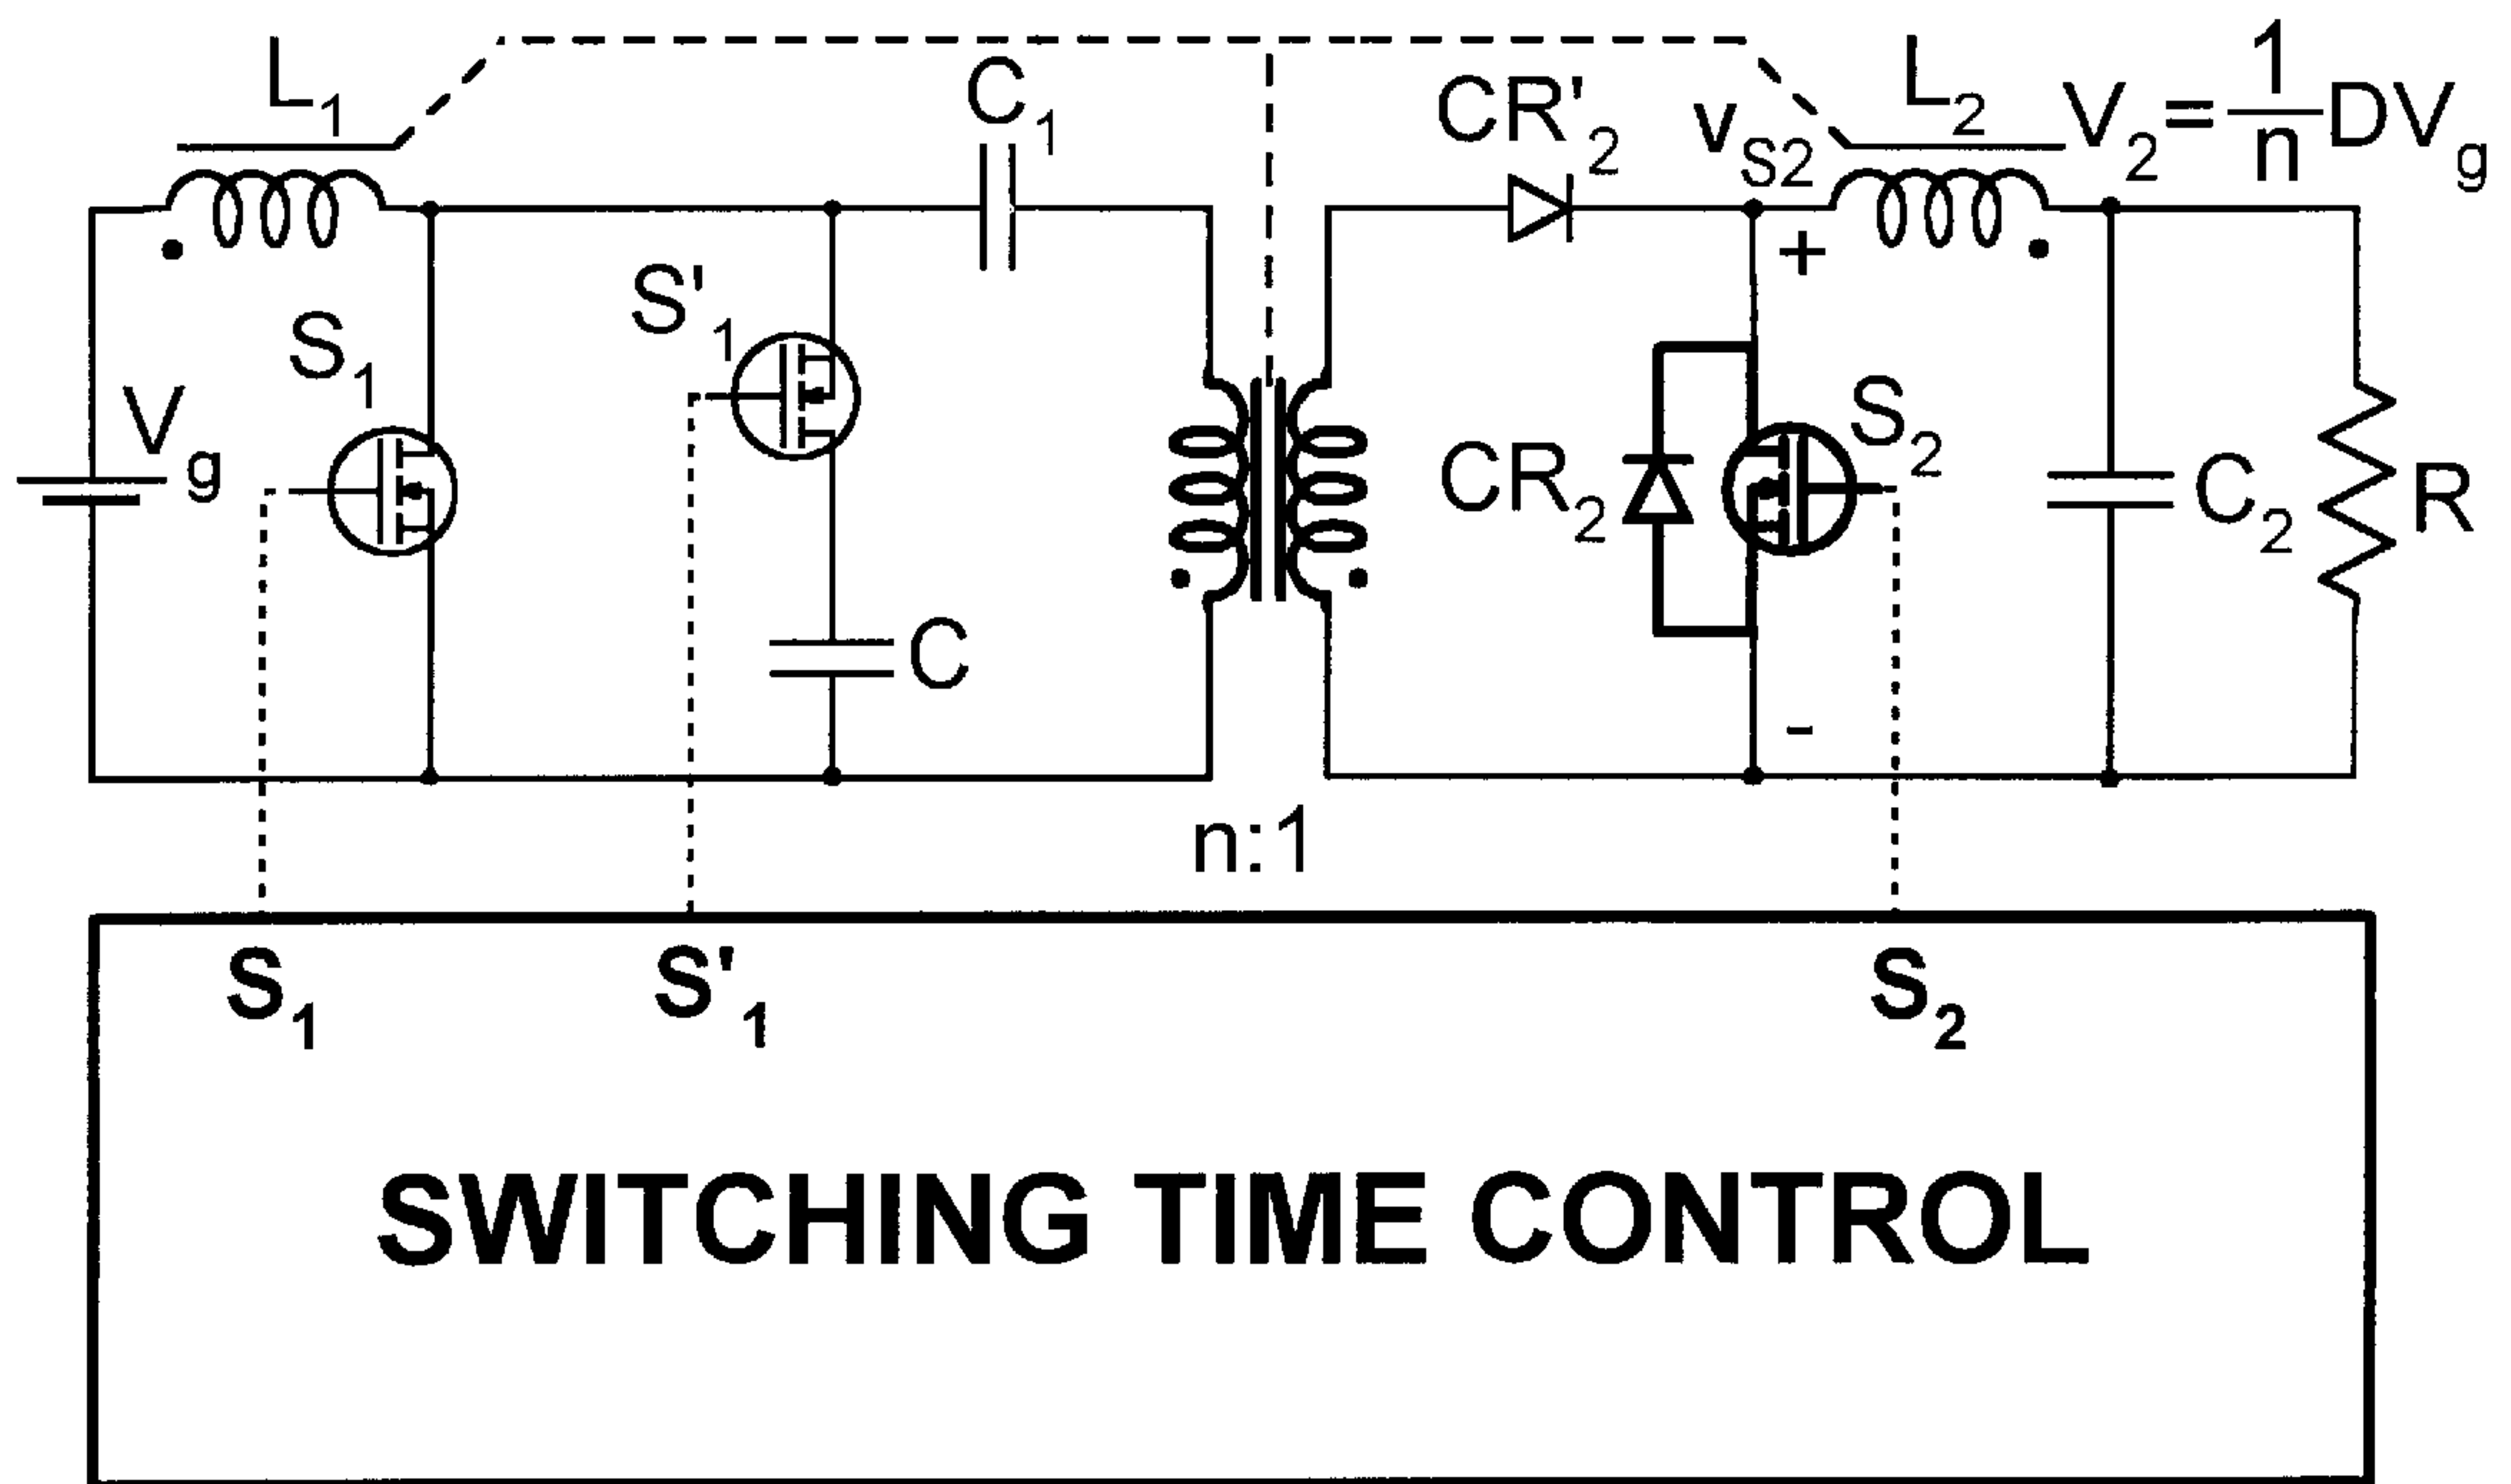 L1
C1
CR'2
vS2
L2
V2=1/n DVg
+
S1
S'1
Vg
S2
CR2
C2
R
C
-
n:1
S1
S'1
S2
SWITCHING TIME CONTROL